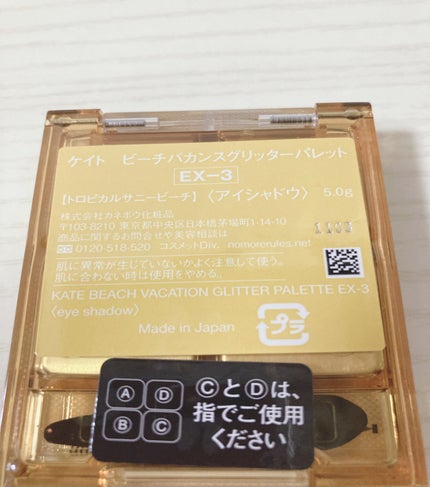 ケイト ビーチバカンスグリッターパレット
EX-3
【トロピカルサニービーチ】〈アイシャドウ〉 5.0g
株式会社カネボウ化粧品
〒103-8210 東京都中央区日本橋茅場町1-14-10
商品に関するお問合せや美容相談は
0120-518-520 コスメットDiv. nomorerules.net
1103
肌に異常が生じていないかよく注意して使う。
肌に合わない時は使用をやめる。
KATE BEACH VACATION GLITTER PALETTE EX-3
〈eye shadow〉
Made in Japan
プラ
A D
B C
ⒸとⒹは、
指でご使用
ください